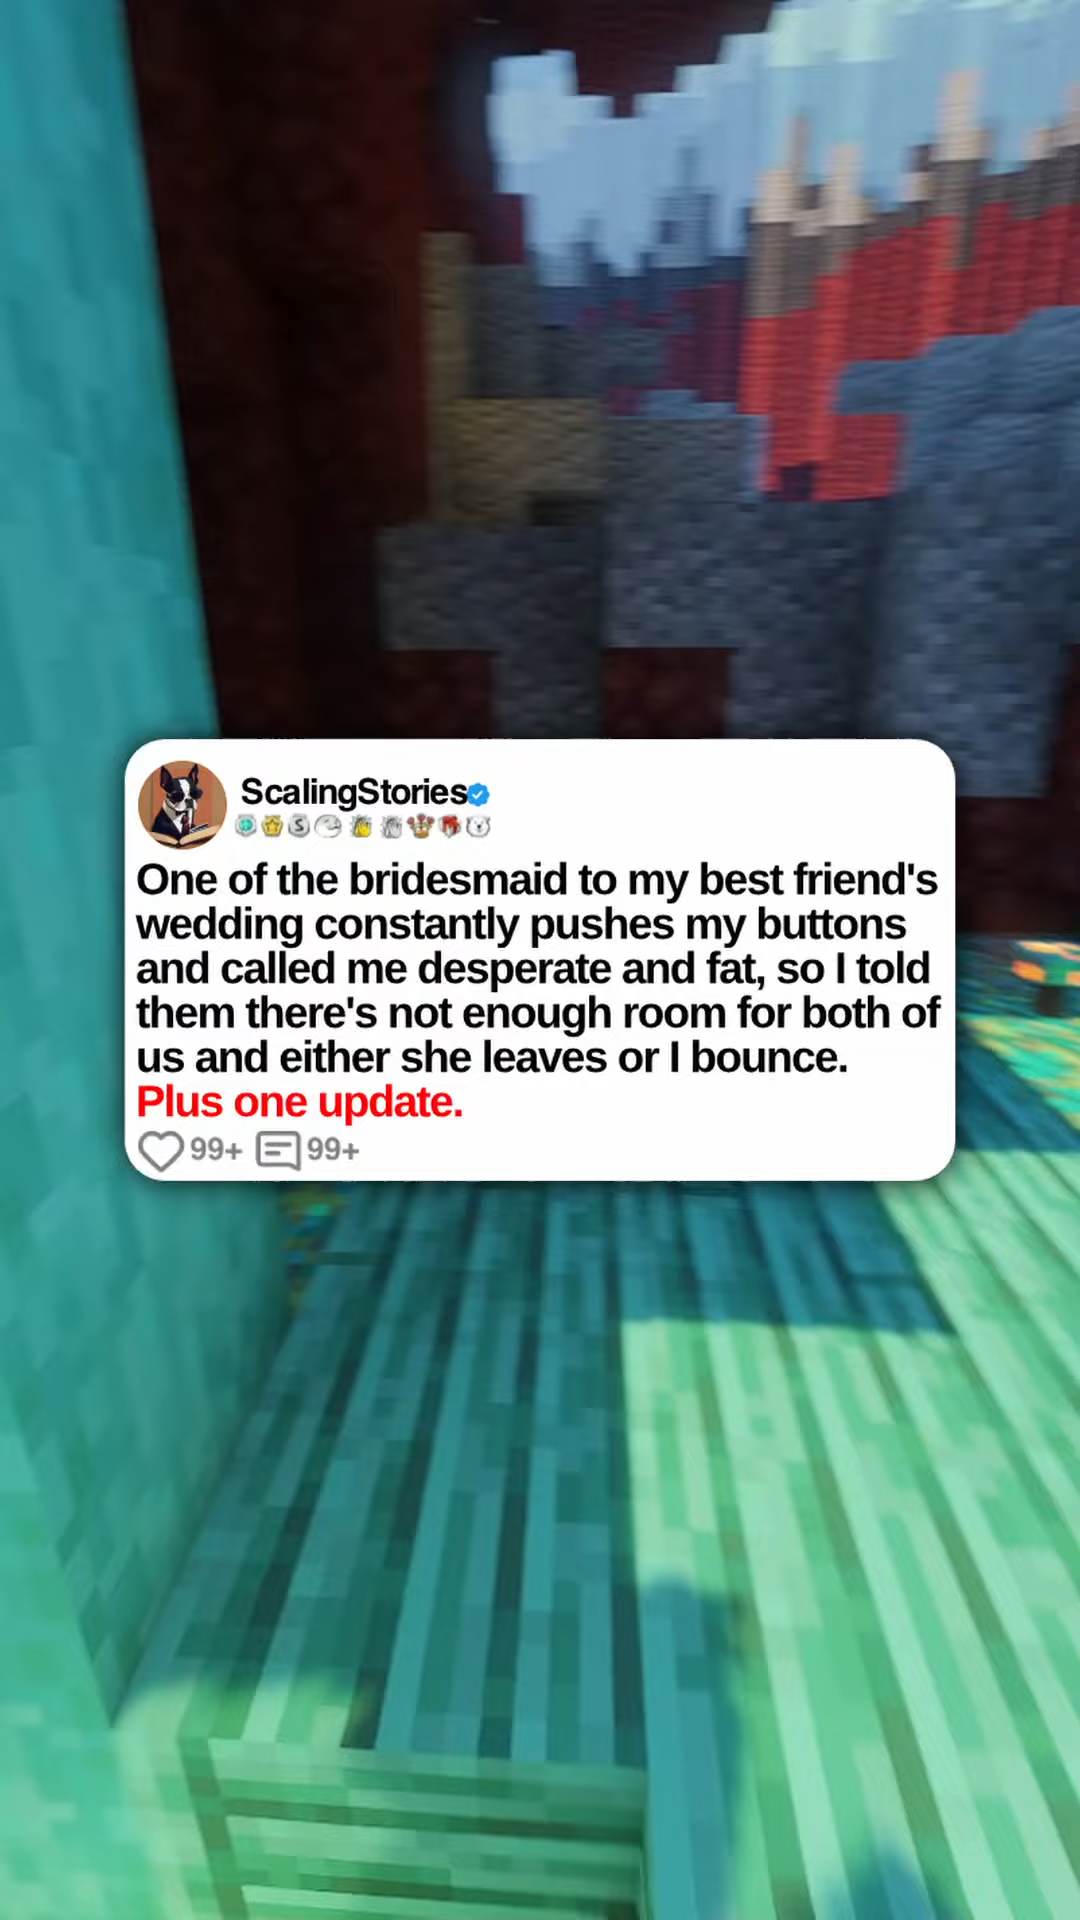 ScalingStories
One of the bridesmaid to my best friend's
wedding constantly pushes my buttons
and called me desperate and fat, so I told
them there's not enough room for both of
us and either she leaves or I bounce.
Plus one update.
99+ 99+